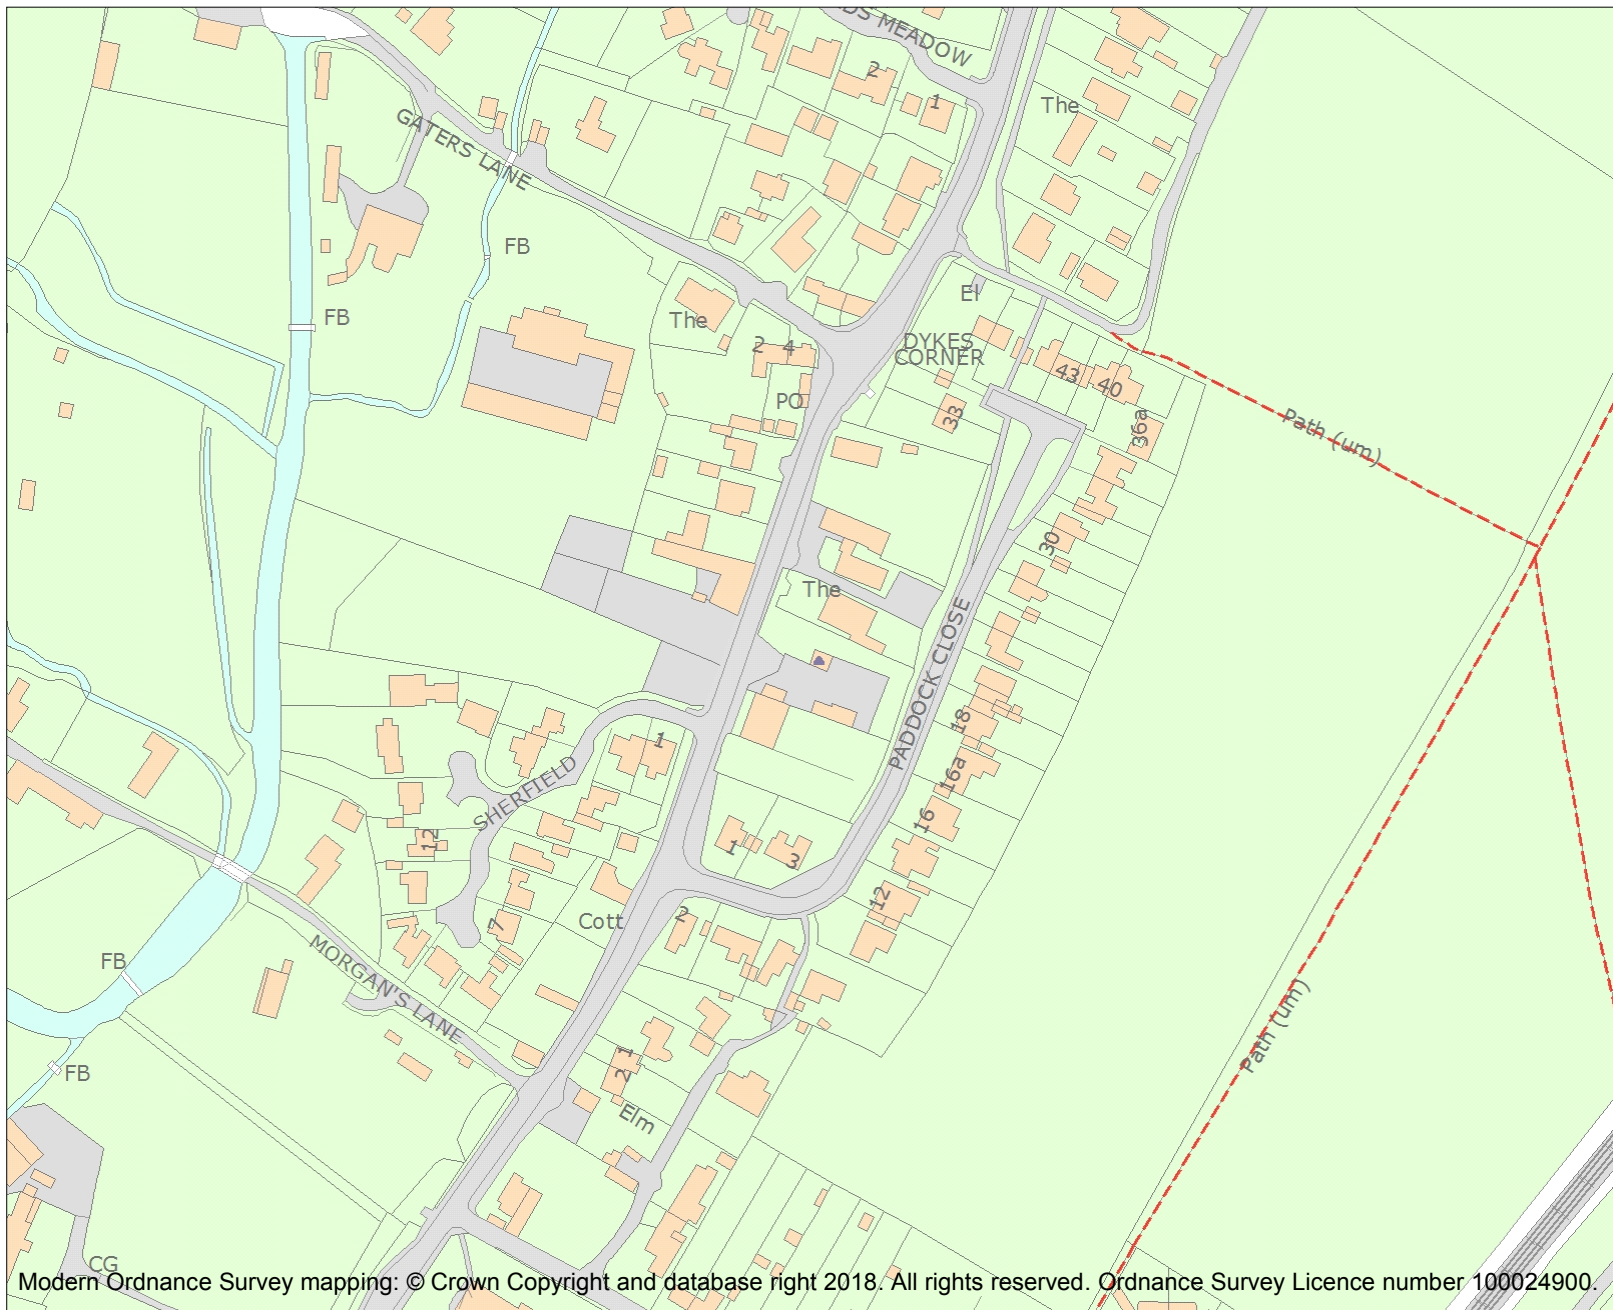 DS MEADOW
2
1
The
GATERS LANE
FB
El
FB
The
DYKES
CORNER
2
4
43
40
PO
33
36a
Path (um)
30
The
PADDOCK CLOSE
18
1
16a
SHERFIELD
16
12
1
3
12
2
7
Cott
FB
MORGAN'S LANE
Path (um)
1
2
FB
Elm
CG
Modern Ordnance Survey mapping: © Crown Copyright and database right 2018. All rights reserved. Ordnance Survey Licence number 100024900.